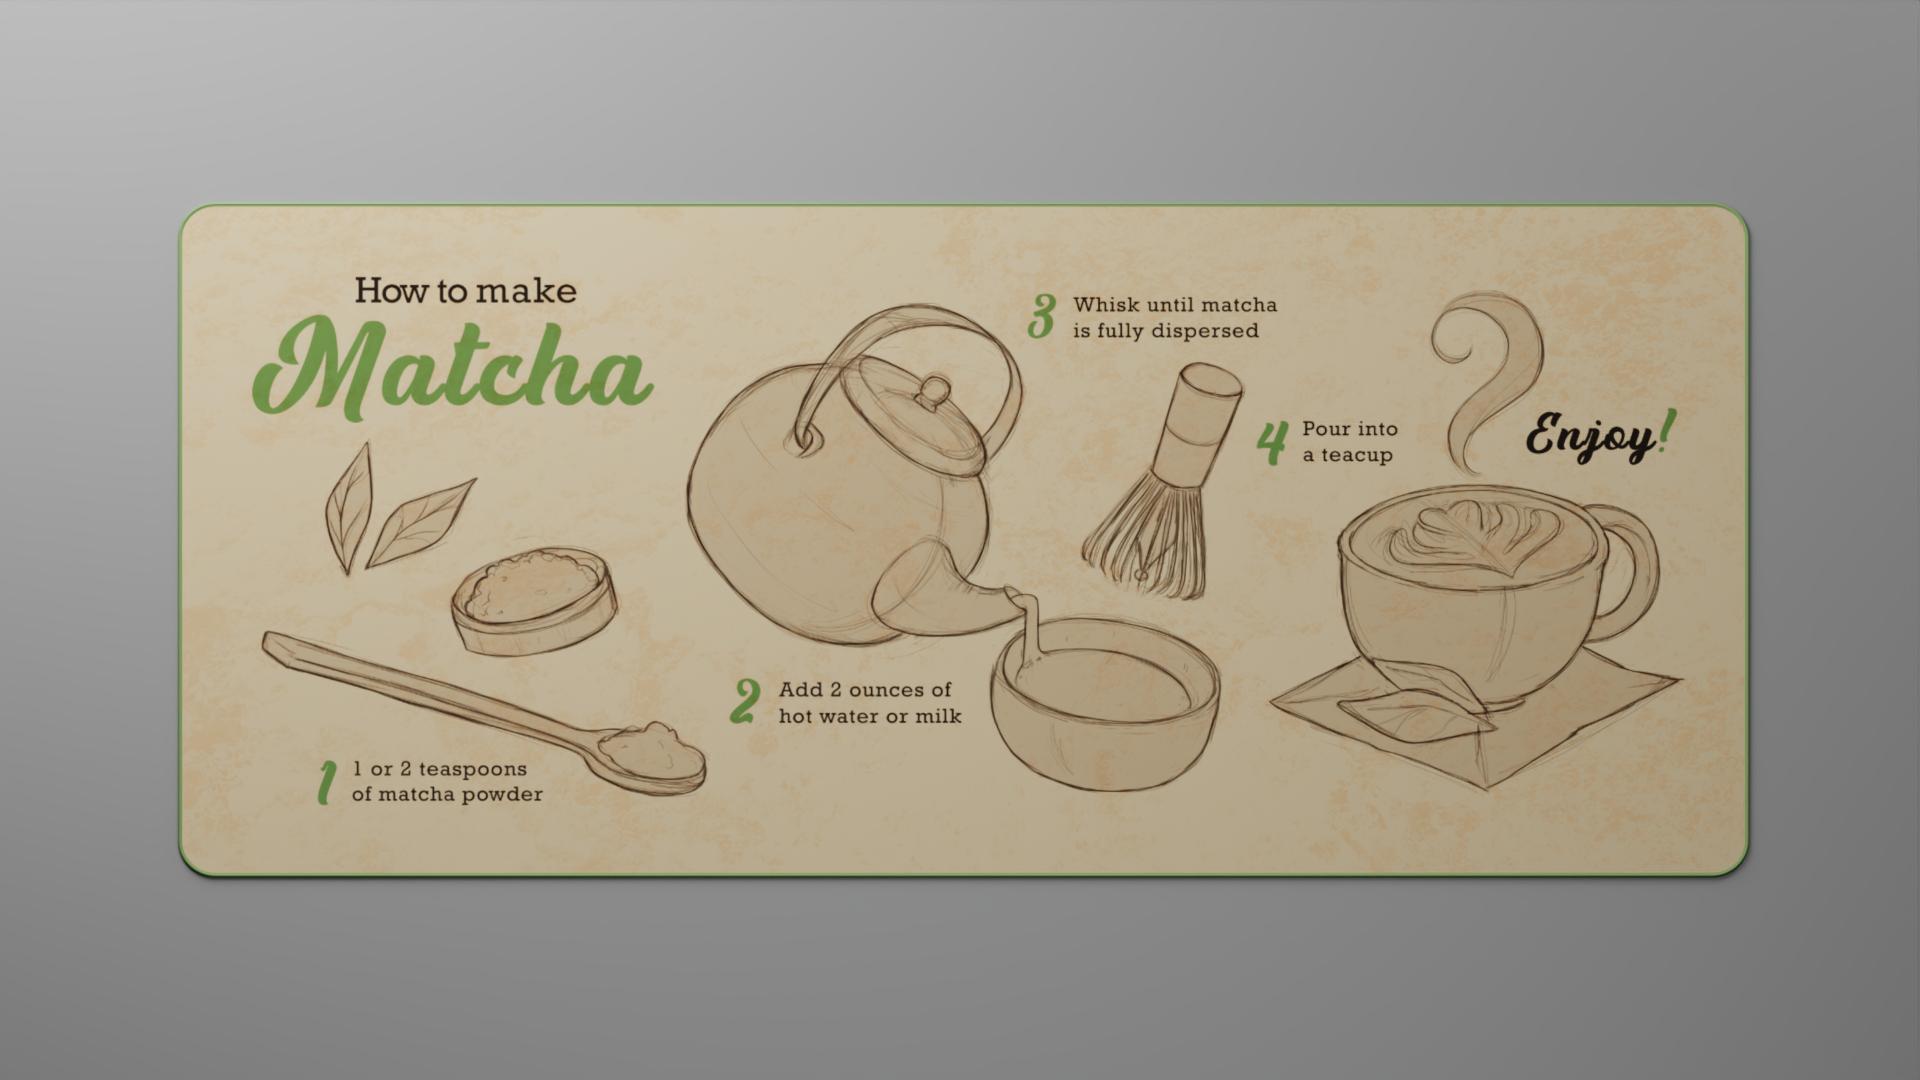 How to make
Matcha
1 1 or 2 teaspoons
of matcha powder
2 Add 2 ounces of
hot water or milk
3 Whisk until matcha
is fully dispersed
4 Pour into
a teacup
Enjoy!